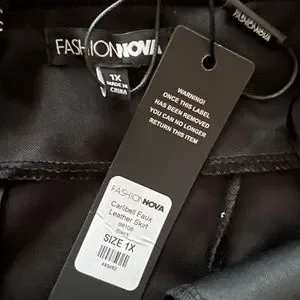 FASHIONNOVA
FASHIONNOVA
1X
MADE IN
CHINA
WARNING!
ONCE THIS LABEL
HAS BEEN REMOVED
YOU CAN NO LONGER
RETURN THIS ITEM
FASHIONNOVA
Carlibell Faux
Leather Skirt
Black
SIZE 1X